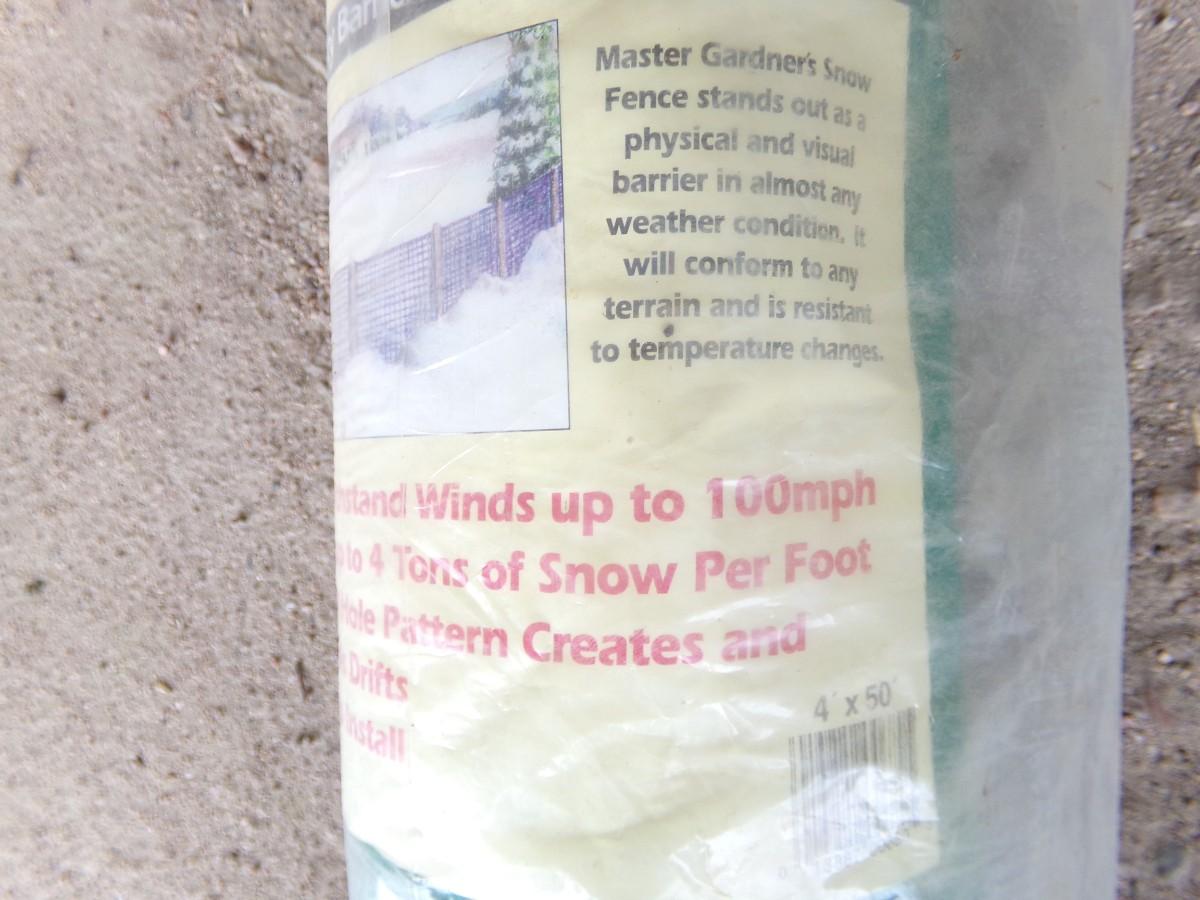 Master Gardner's Snow
Fence stands out as a
physical and visual
barrier in almost any
weather condition. It
will conform to any
terrain and is resistant
to temperature changes.
Winds up to 100mph
to 4 Tons of Snow Per Foot
Pattern Creates and
Drifts
4' x 50'